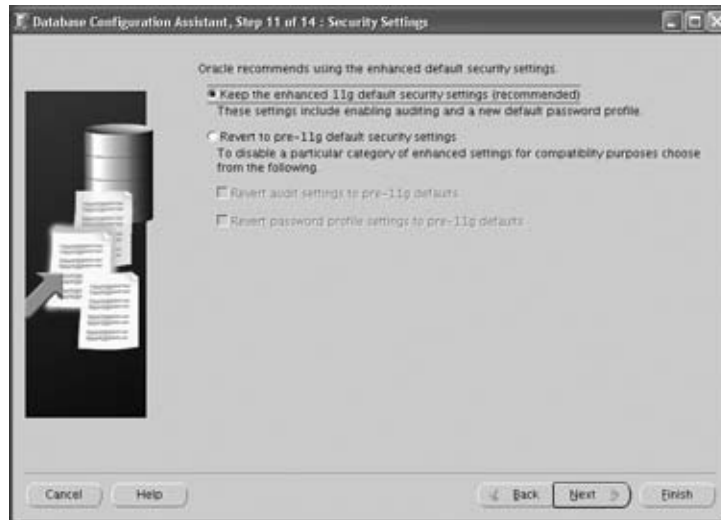 Database Configuration Assistant, Step 11 of 14 : Security Settings
Oracle recommends using the enhanced default security settings.
Keep the enhanced 11g default security settings (recommended)
These settings include enabling auditing and a new default password profile.
Revert to pre-11g default security settings
To disable a particular category of enhanced settings for compatibility purposes choose
from the following.
Revert audit settings to pre-11g defaults
Revert password profile settings to pre-11g defaults
Cancel
Help
Back
Next
Finish